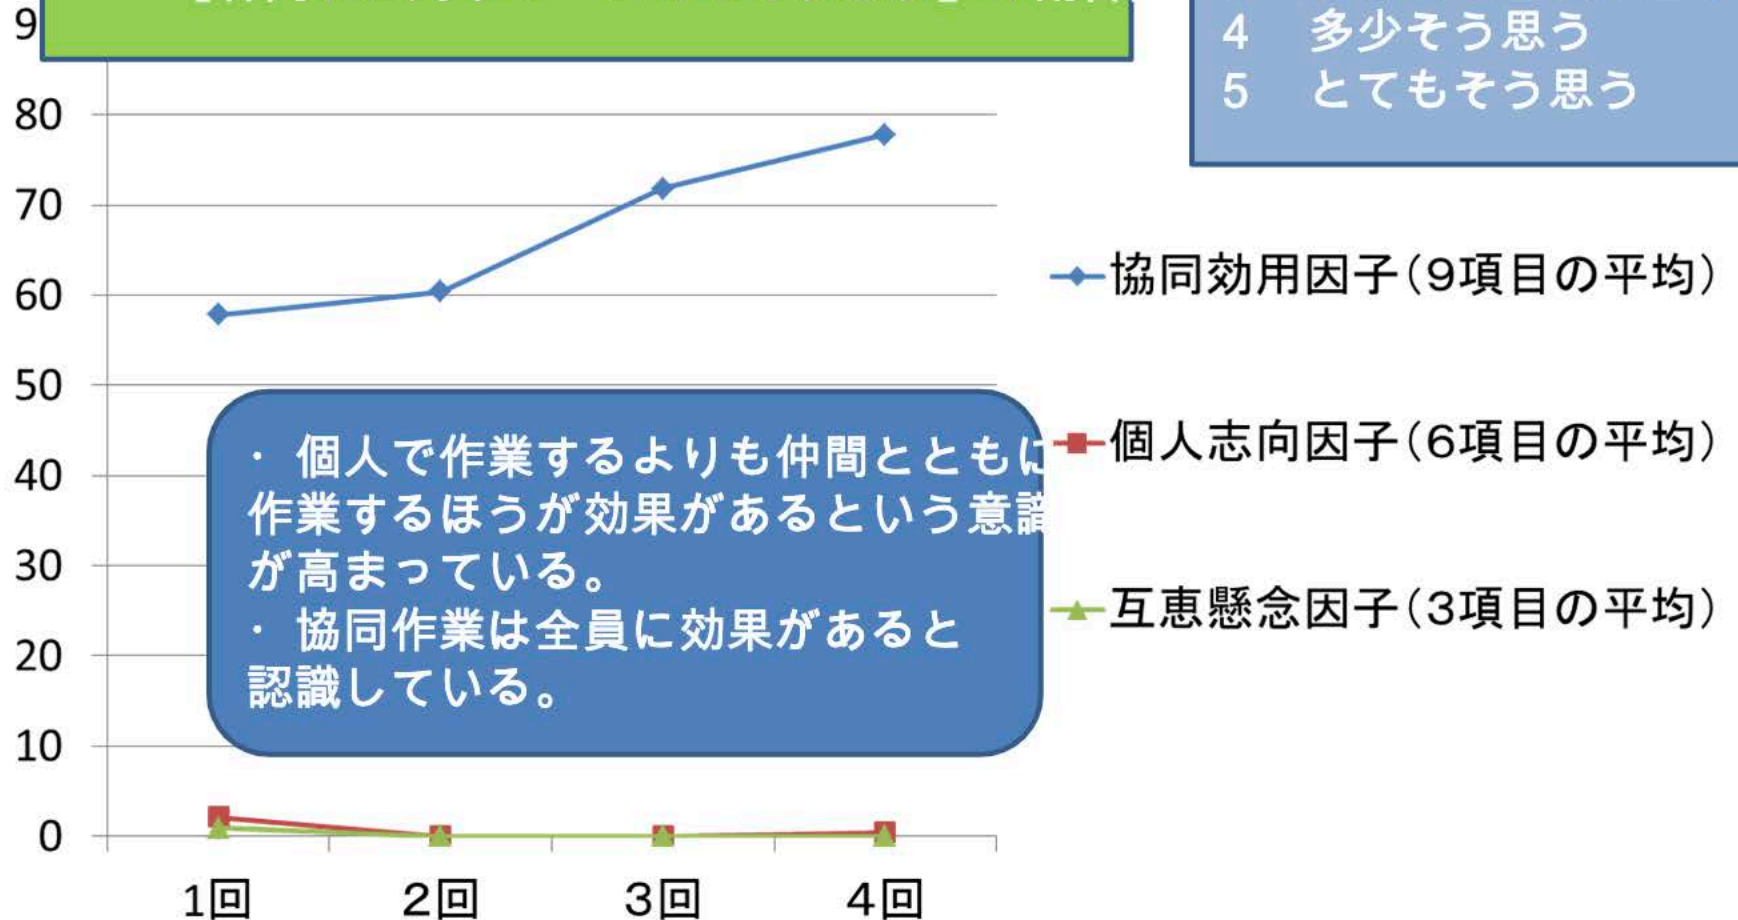 4 多少そう思う
5 とてもそう思う
9
80
70
60
50
40
30
20
10
0
協同効用因子(9項目の平均)
個人志向因子(6項目の平均)
互恵懸念因子(3項目の平均)
・ 個人で作業するよりも仲間とともに
作業するほうが効果があるという意識
が高まっている。
・ 協同作業は全員に効果があると
認識している。
1回 2回 3回 4回